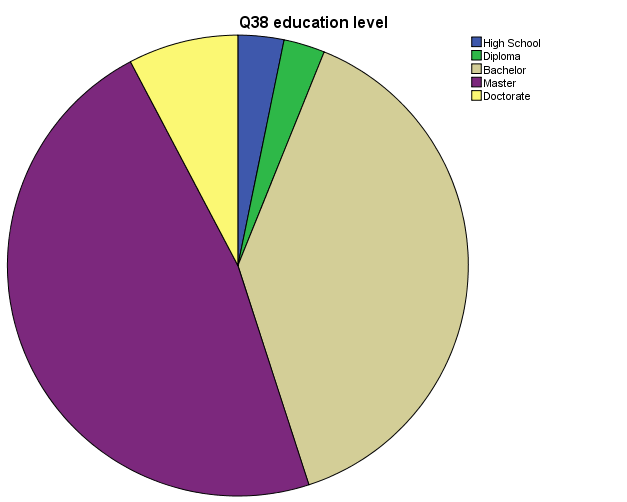 Q38 education level
High School
Diploma
Bachelor
Master
Doctorate